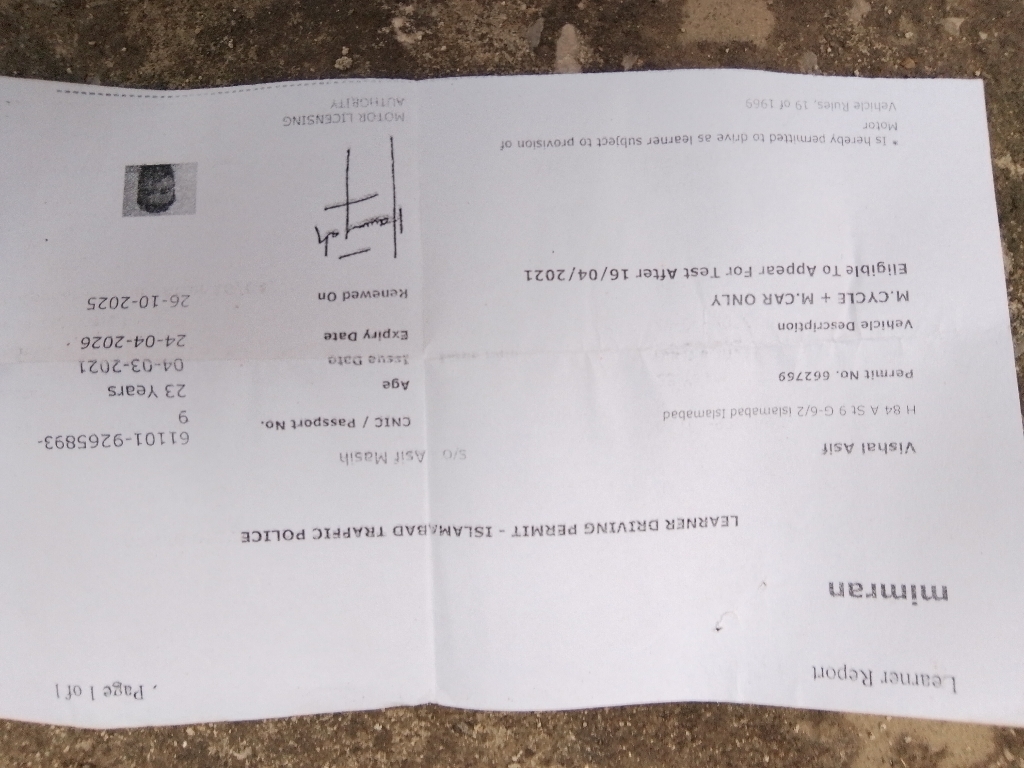 Learner Report
Page 1 of 1
mimran
LEARNER DRIVING PERMIT - ISLAMABAD TRAFFIC POLICE
Vishal Asif S/O Asif Masih
H 84 A St 9 G-6/2 islamabad Islamabad
CNIC / Passport No. 61101-9265893-
9
Permit No. 662769
Age 23 Years
Issue Date 04-03-2021
Vehicle Description
Expiry Date 24-04-2026
M.CYCLE + M.CAR ONLY
Renewed On 26-10-2025
Eligible To Appear For Test After 16/04/2021
* Is hereby permitted to drive as learner subject to provision of
Motor
Vehicle Rules, 19 of 1969
MOTOR LICENSING
AUTHORITY